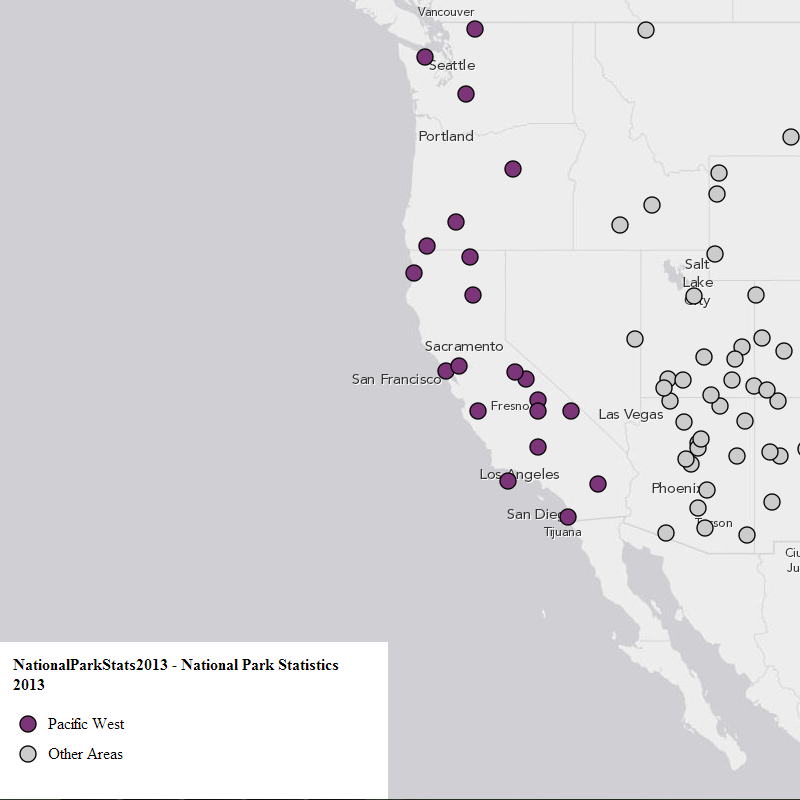 Vancouver
Seattle
Portland
Salt
Lake
City
Sacramento
San Francisco
Fresno
Las Vegas
Los Angeles
Phoenix
San Diego
Tucson
Tijuana
Ciu
Ju
NationalParkStats2013 - National Park Statistics
2013
Pacific West
Other Areas